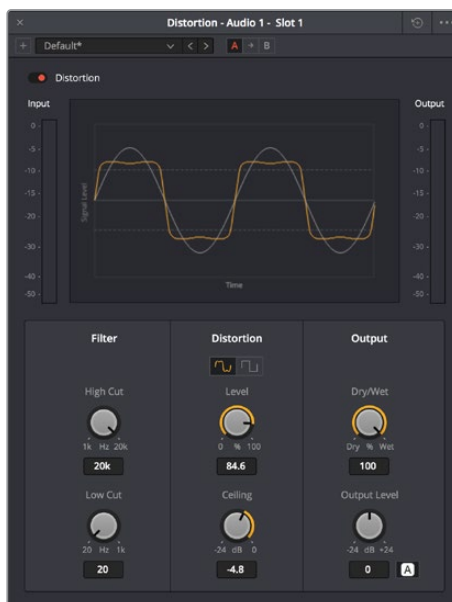 Distortion - Audio 1 - Slot 1
Default*
A
B
Distortion
Input
Output
0
-5
-10
-15
-20
-30
-40
-50
Signal Level
Time
0
-5
-10
-15
-20
-30
-40
-50
Filter
Distortion
Output
High Cut
Level
Dry/Wet
1k Hz 20k
0 % 100
Dry % Wet
20k
84.6
100
Low Cut
Ceiling
Output Level
20 Hz 1k
-24 dB 0
-24 dB +24
20
-4.8
0
A